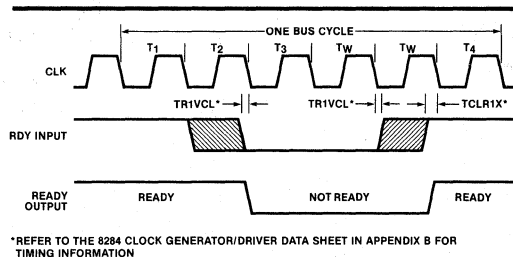 ONE BUS CYCLE
T1 T2 T3 TW TW T4
CLK
TR1VCL* TR1VCL* TCLR1X*
RDY INPUT
READY OUTPUT
READY NOT READY READY
*REFER TO THE 8284 CLOCK GENERATOR/DRIVER DATA SHEET IN APPENDIX B FOR
TIMING INFORMATION